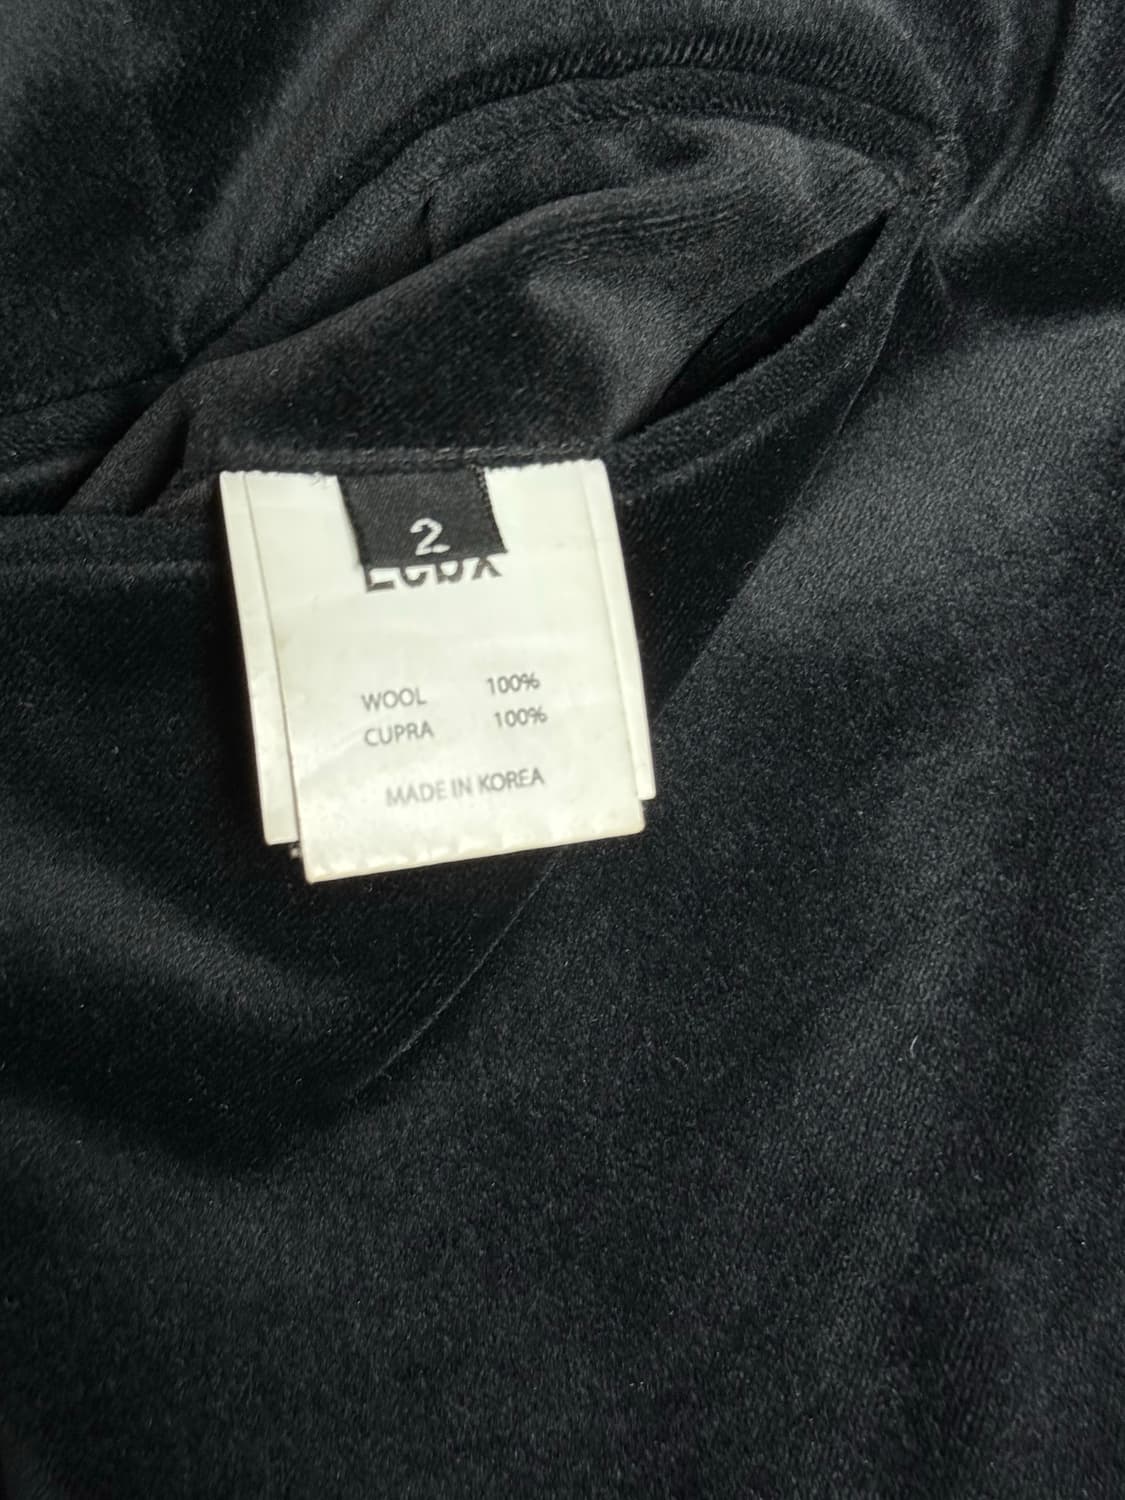 2
WOOL 100%
CUPRA 100%
MADE IN KOREA